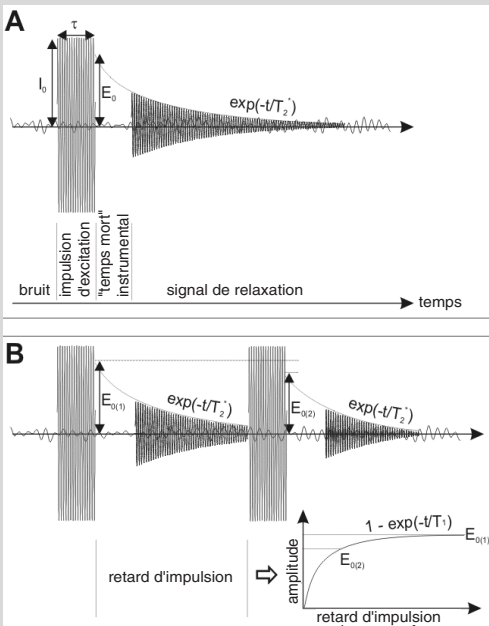 A
τ
I₀
E₀
exp(-t/T₂*)
bruit
impulsion
d'excitation
"temps mort"
instrumental
signal de relaxation
temps
B
E₀₍₁₎
exp(-t/T₂*)
E₀₍₂₎
exp(-t/T₂*)
retard d'impulsion
amplitude
1 - exp(-t/T₁)
E₀₍₁₎
E₀₍₂₎
retard d'impulsion